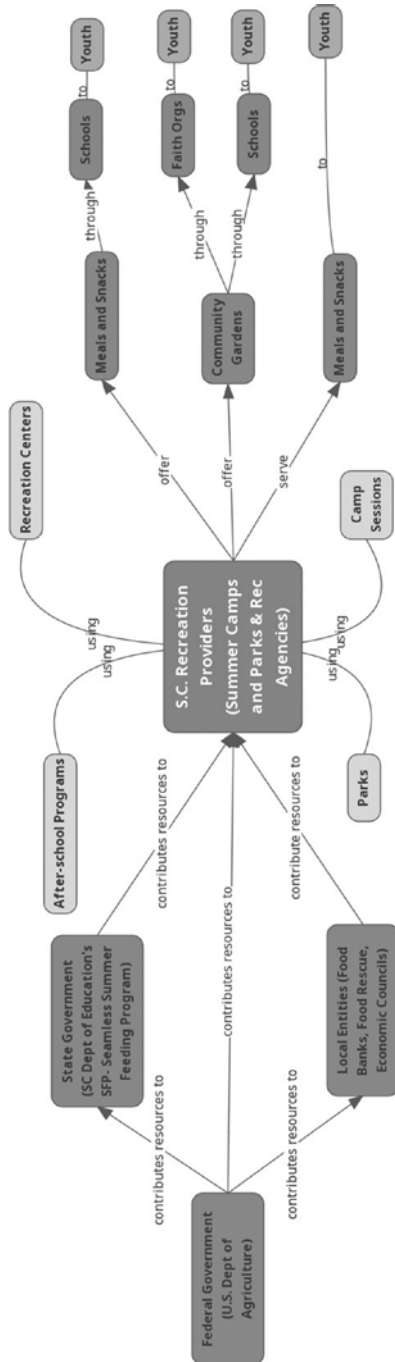 Federal Government
(U.S. Dept of
Agriculture)
contributes resources to
contributes resources to
contributes resources to
State Government
(SC Dept of Education's
SFP- Seamless Summer
Feeding Program)
Local Entities (Food
Banks, Food Rescue,
Economic Councils)
contributes resources to
contribute resources to
After-school Programs
Recreation Centers
using
using
S.C. Recreation
Providers
(Summer Camps
and Parks & Rec
Agencies)
using
using
Parks
Camp
Sessions
offer
offer
serve
Meals and Snacks
through
Schools
to
Youth
Community
Gardens
through
through
Faith Orgs
to
Youth
Schools
to
Youth
Meals and Snacks
to
Youth